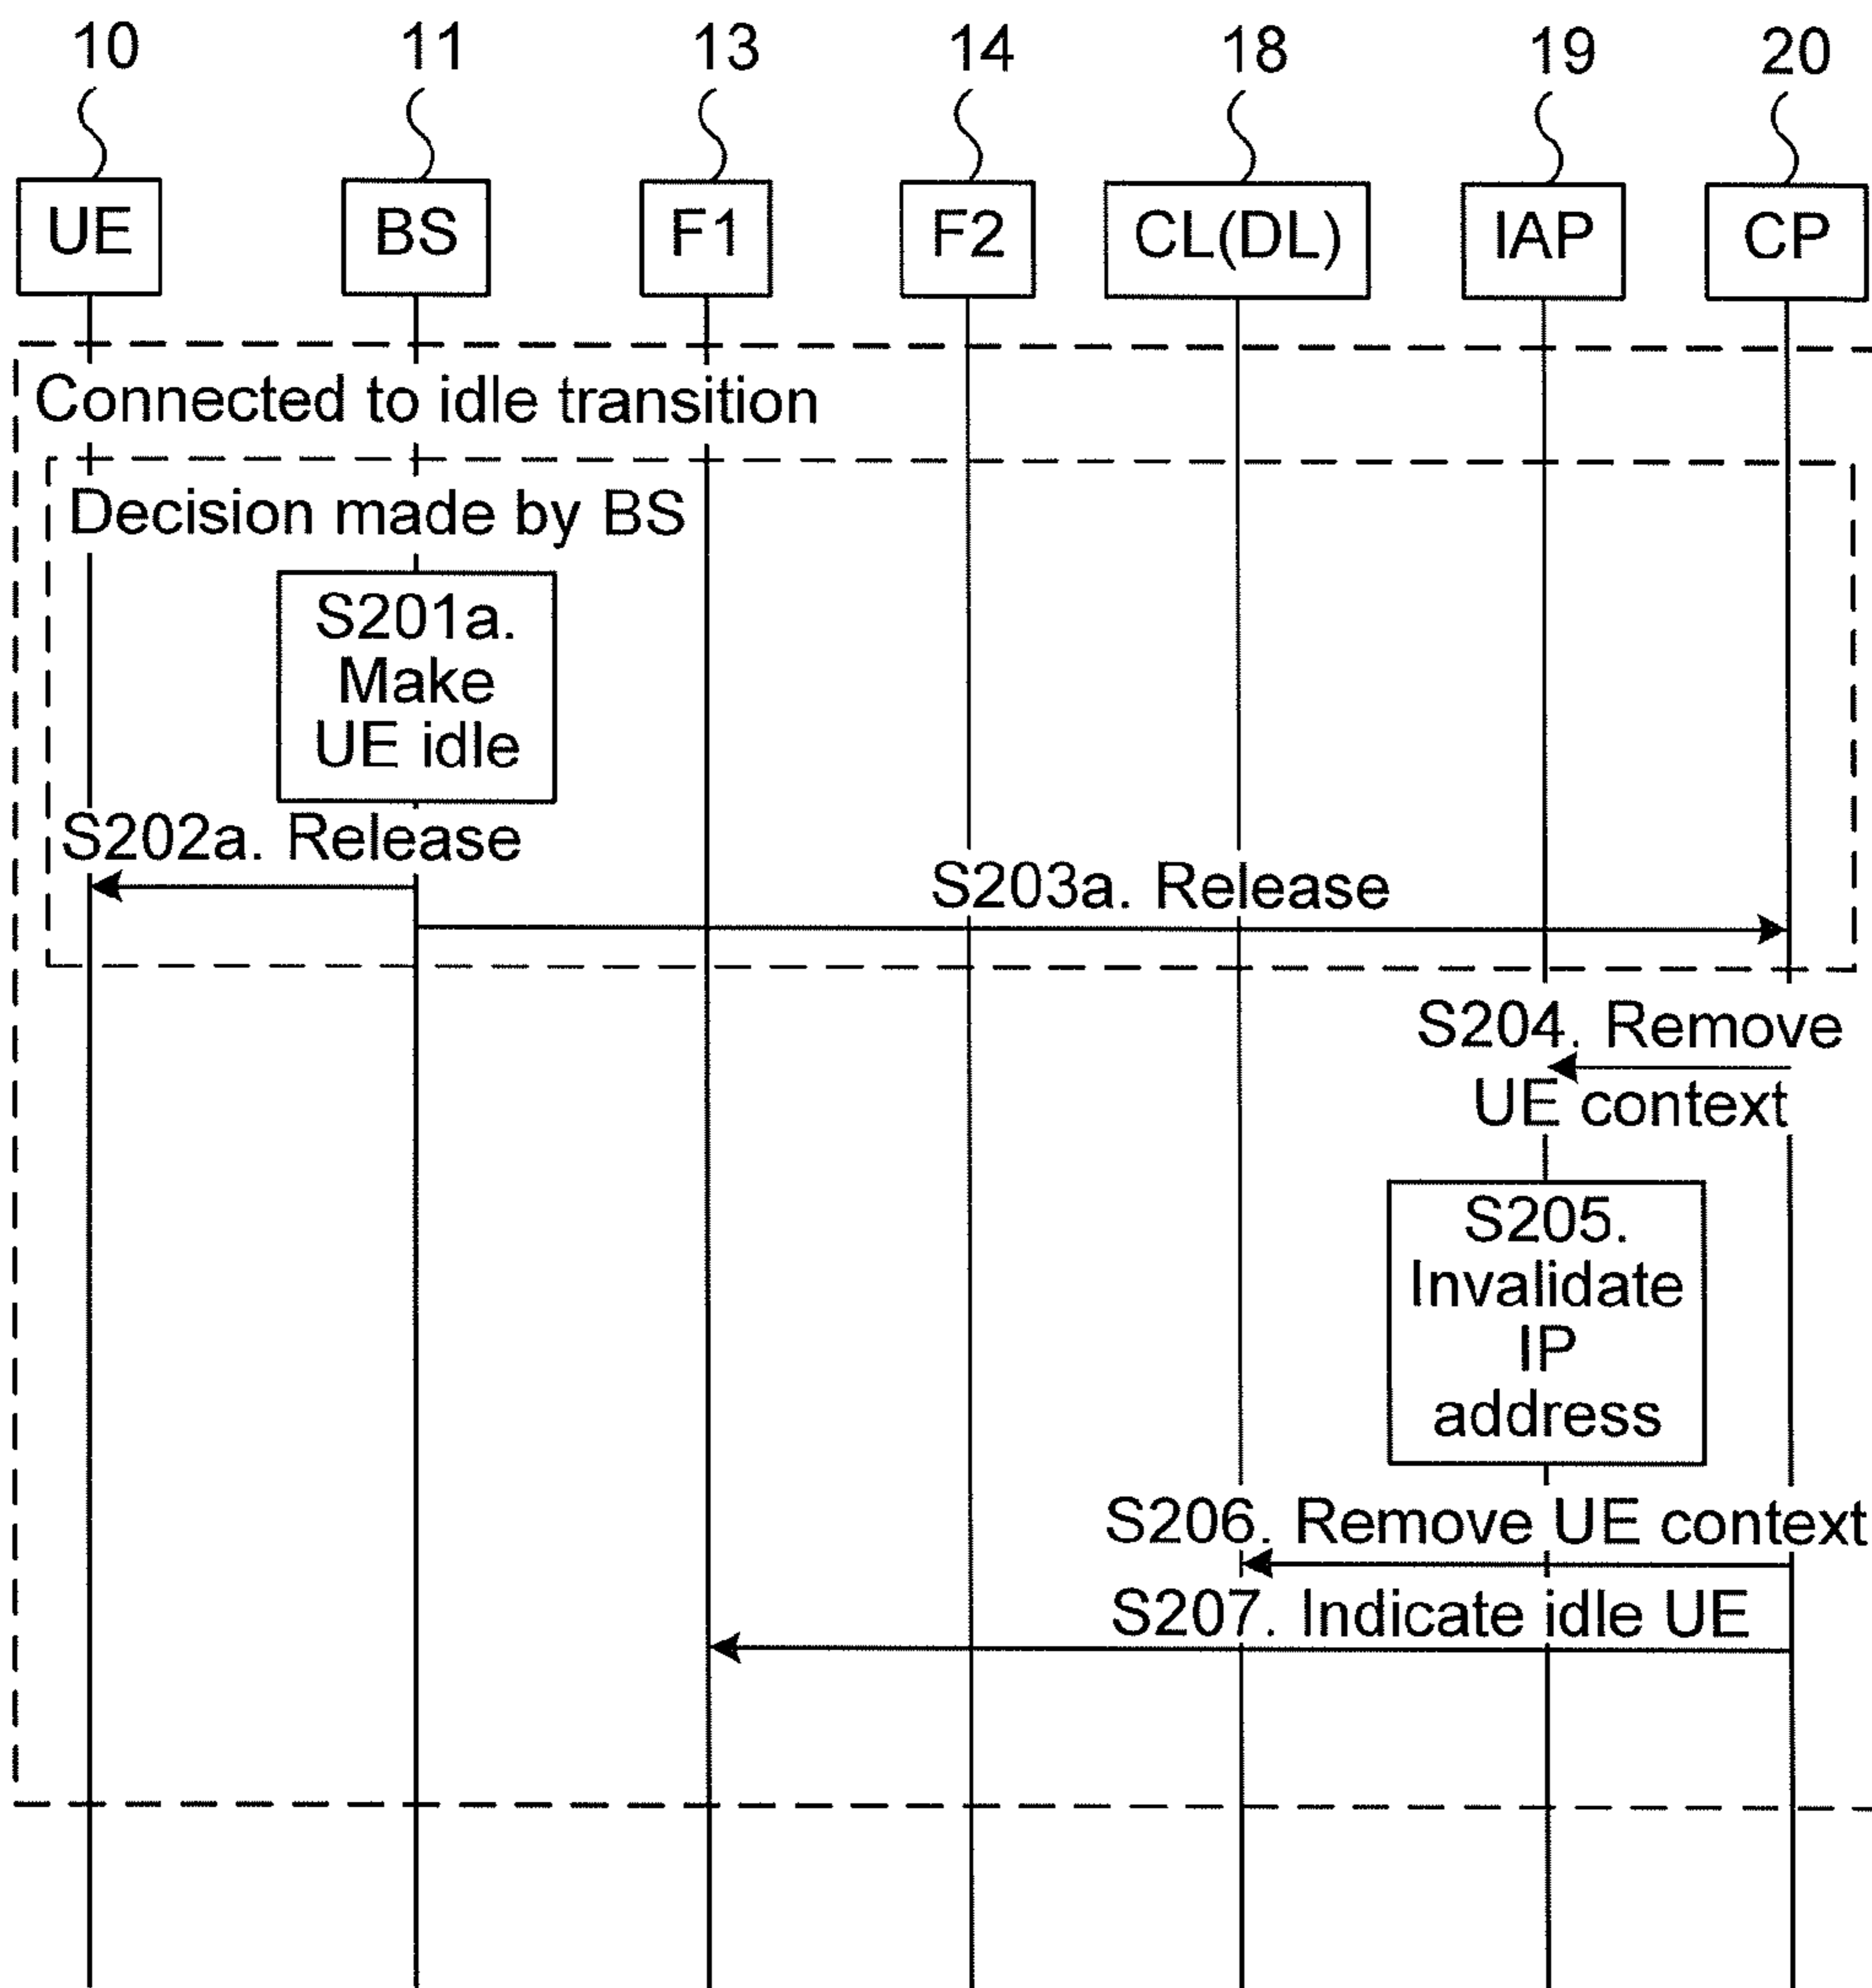 10 11 13 14 18 19 20
UE BS F1 F2 CL(DL) IAP CP
Connected to idle transition
Decision made by BS
S201a.
Make
UE idle
S202a. Release
S203a. Release
S204. Remove
UE context
S205.
Invalidate
IP
address
S206. Remove UE context
S207. Indicate idle UE